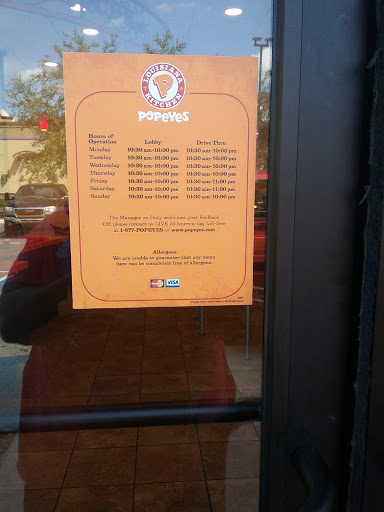 LOUISIANA
P
KITCHEN
POPEYES
Hours of
Operation Lobby Drive Thru
Monday 10:30 am-10:00 pm 10:30 am-10:00 pm
Tuesday 10:30 am-10:00 pm 10:30 am-10:00 pm
Wednesday 10:30 am-10:00 pm 10:30 am-10:00 pm
Thursday 10:30 am-10:00 pm 10:30 am-10:00 pm
Friday 10:30 am-10:00 pm 10:30 am-11:00 pm
Saturday 10:30 am-10:00 pm 10:30 am-11:00 pm
Sunday 10:30 am-10:00 pm 10:30 am-10:00 pm
The Manager on Duty welcomes your feedback
OR please contact us LIVE 24 hours-a-day toll-free
at 1-877-POPEYES or www.popeyes.com
Allergens
We are unable to guarantee that any menu
item can be completely free of allergens.
VISA